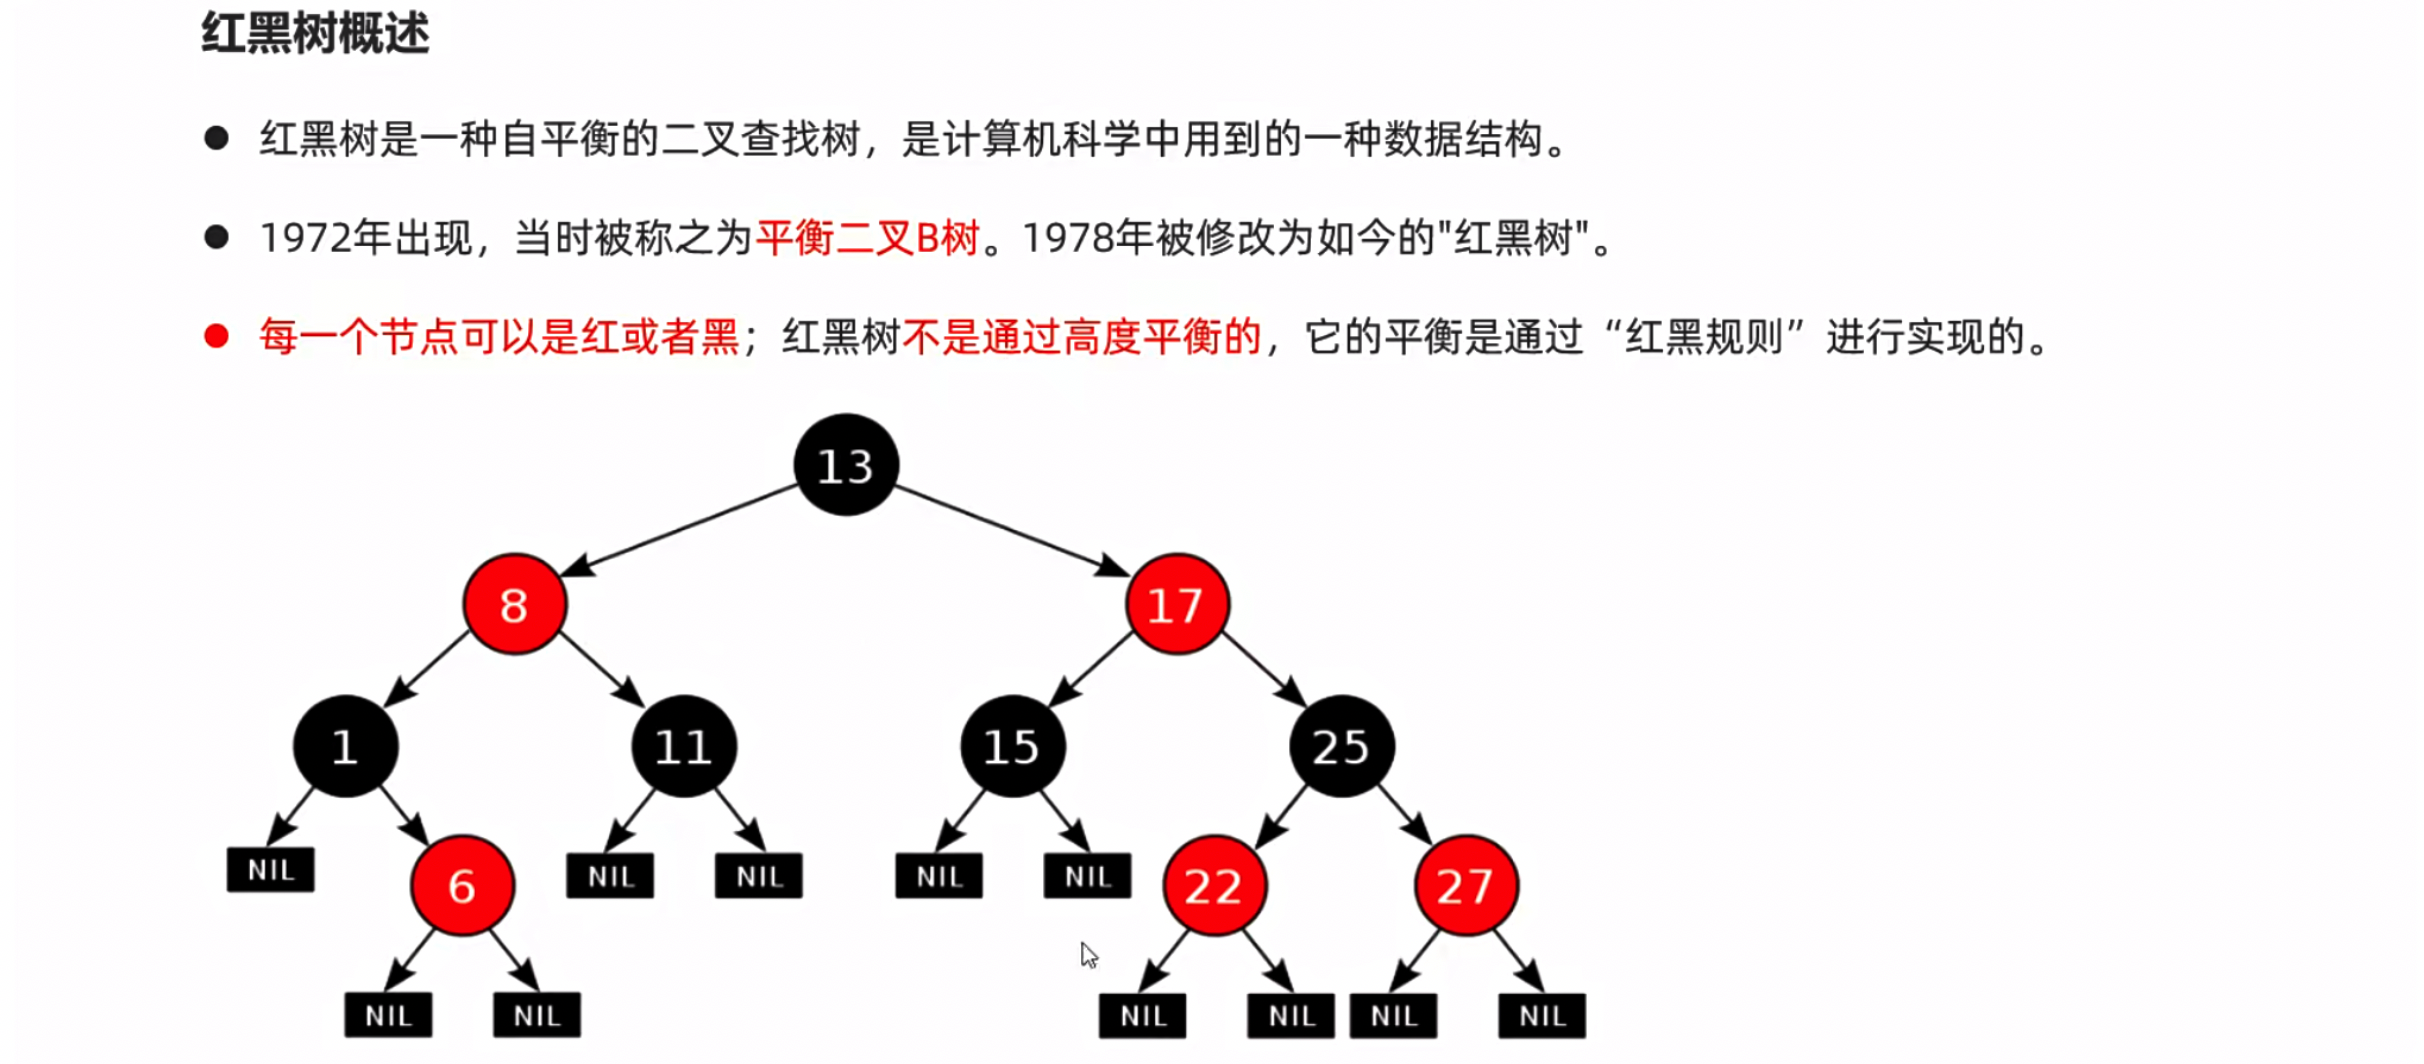 红黑树概述
红黑树是一种自平衡的二叉查找树，是计算机科学中用到的一种数据结构。
1972年出现，当时被称之为平衡二叉B树。1978年被修改为如今的"红黑树"。
每一个节点可以是红或者黑；红黑树不是通过高度平衡的，它的平衡是通过“红黑规则”进行实现的。
13
8 17
1 11 15 25
NIL 6 NIL NIL NIL NIL 22 27
NIL NIL NIL NIL NIL NIL